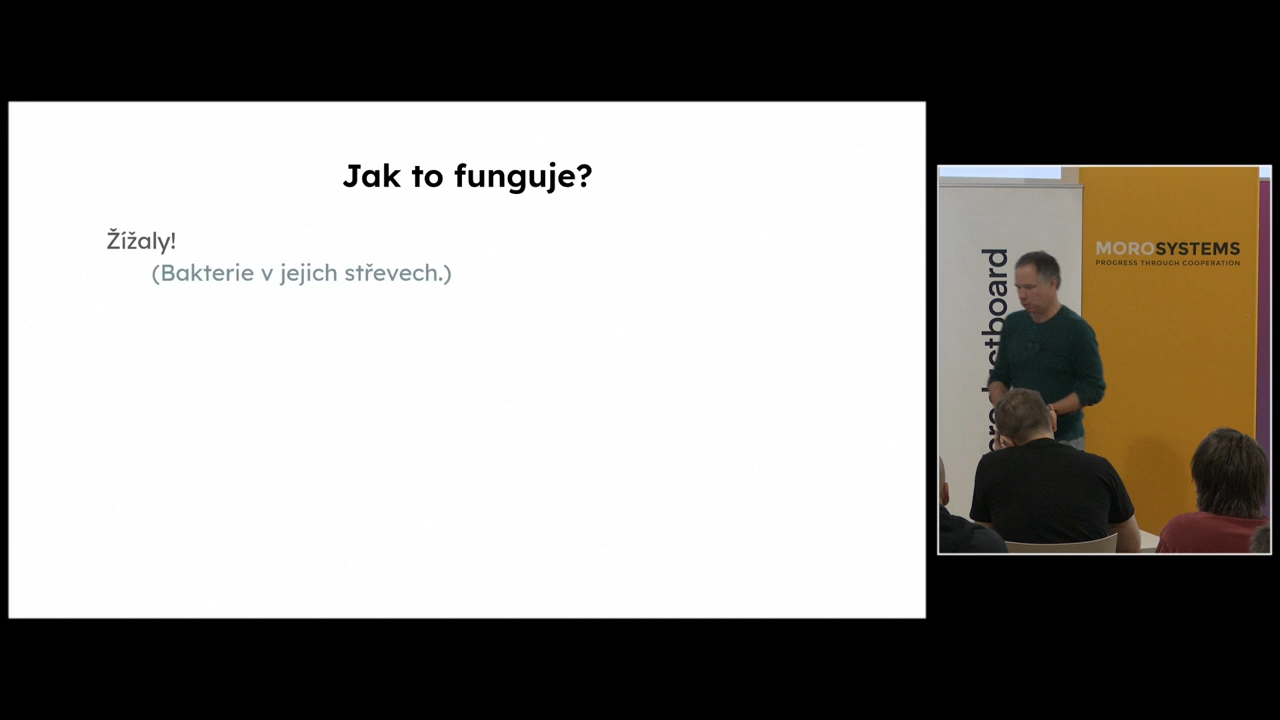 Jak to funguje?
Žížaly!
(Bakterie v jejich střevech.)
MOROSYSTEMS
PROGRESS THROUGH COOPERATION